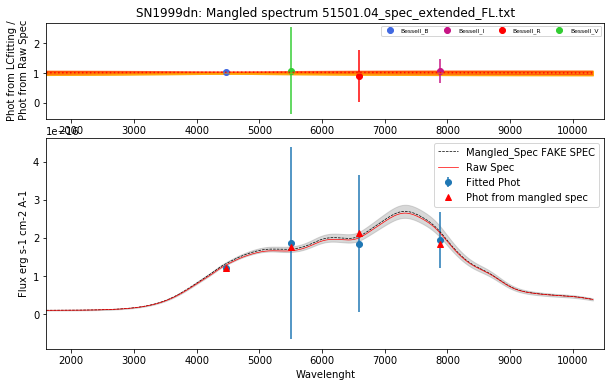 SN1999dn: Mangled spectrum 51501.04_spec_extended_FL.txt
Phot from LCfitting /
Phot from Raw Spec
2
1
0
Bessell_B
Bessell_I
Bessell_R
Bessell_V
2000 3000 4000 5000 6000 7000 8000 9000 10000
1e−16
Flux erg s-1 cm-2 A-1
4
3
2
1
0
Mangled_Spec FAKE SPEC
Raw Spec
Fitted Phot
Phot from mangled spec
2000 3000 4000 5000 6000 7000 8000 9000 10000
Wavelenght